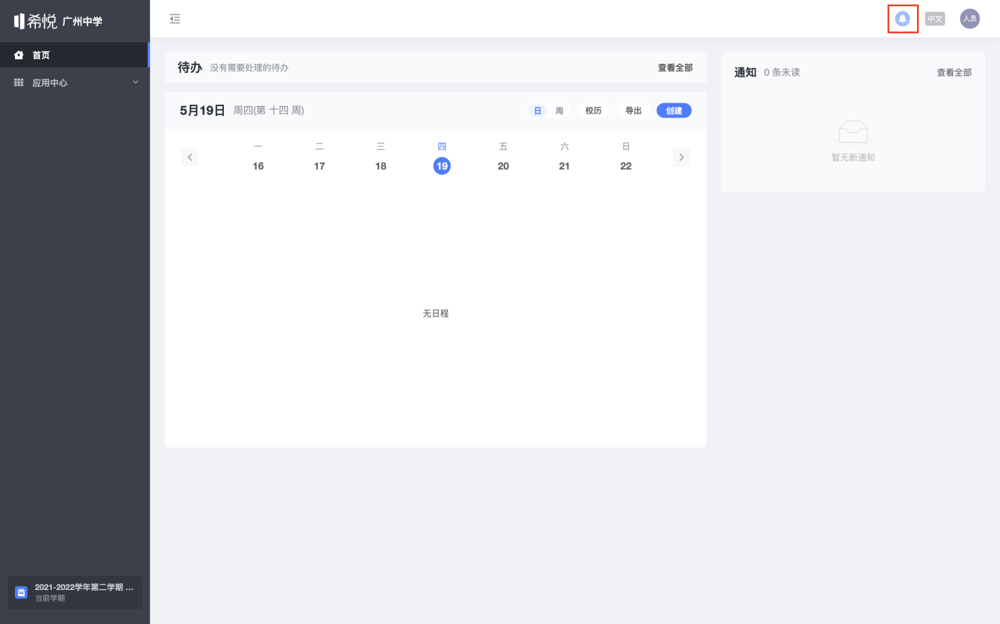 希悦 广州中学
中文
人员
首页
应用中心
待办 没有需要处理的待办 查看全部
5月19日 周四(第 十四 周) 日 周 校历 导出 创建
一 二 三 四 五 六 日
16 17 18 19 20 21 22
无日程
通知 0 条未读 查看全部
暂无新通知
2021-2022学年第二学期 ...
当前学期